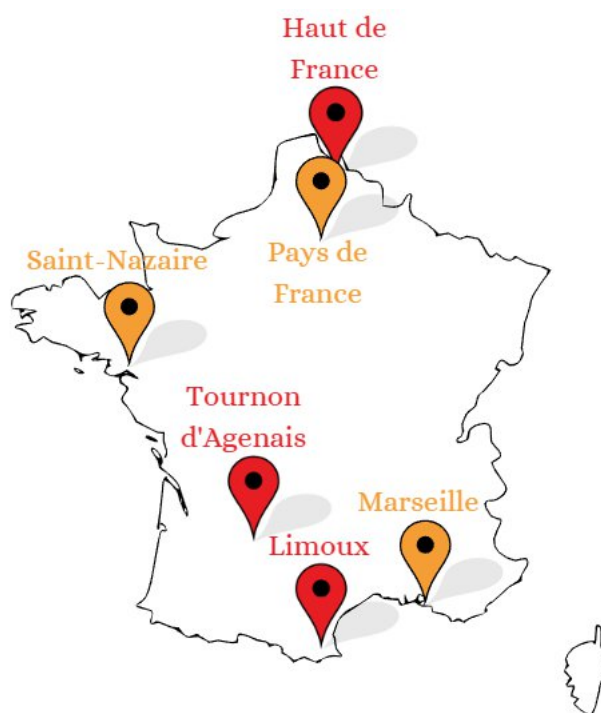 Haut de
France
Saint-Nazaire
Pays de
France
Tournon
d'Agenais
Marseille
Limoux